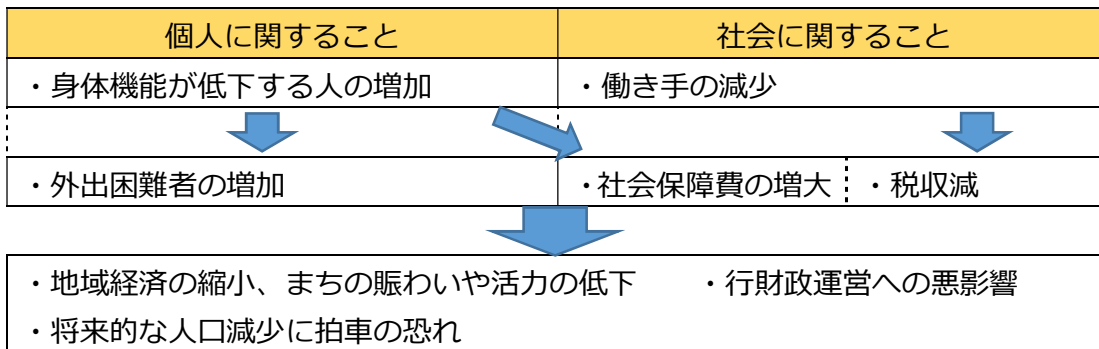 個人に関すること 社会に関すること
・身体機能が低下する人の増加 ・働き手の減少
・外出困難者の増加 ・社会保障費の増大 ・税収減
・地域経済の縮小、まちの賑わいや活力の低下 ・行財政運営への悪影響
・将来的な人口減少に拍車の恐れ